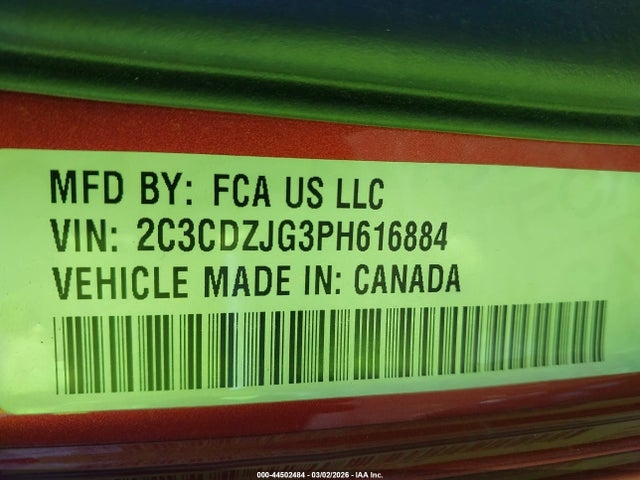 MFD BY: FCA US LLC
VIN: 2C3CDZJG3PH616884
VEHICLE MADE IN: CANADA
000-44502484 - 03/02/2026 - IAA Inc.